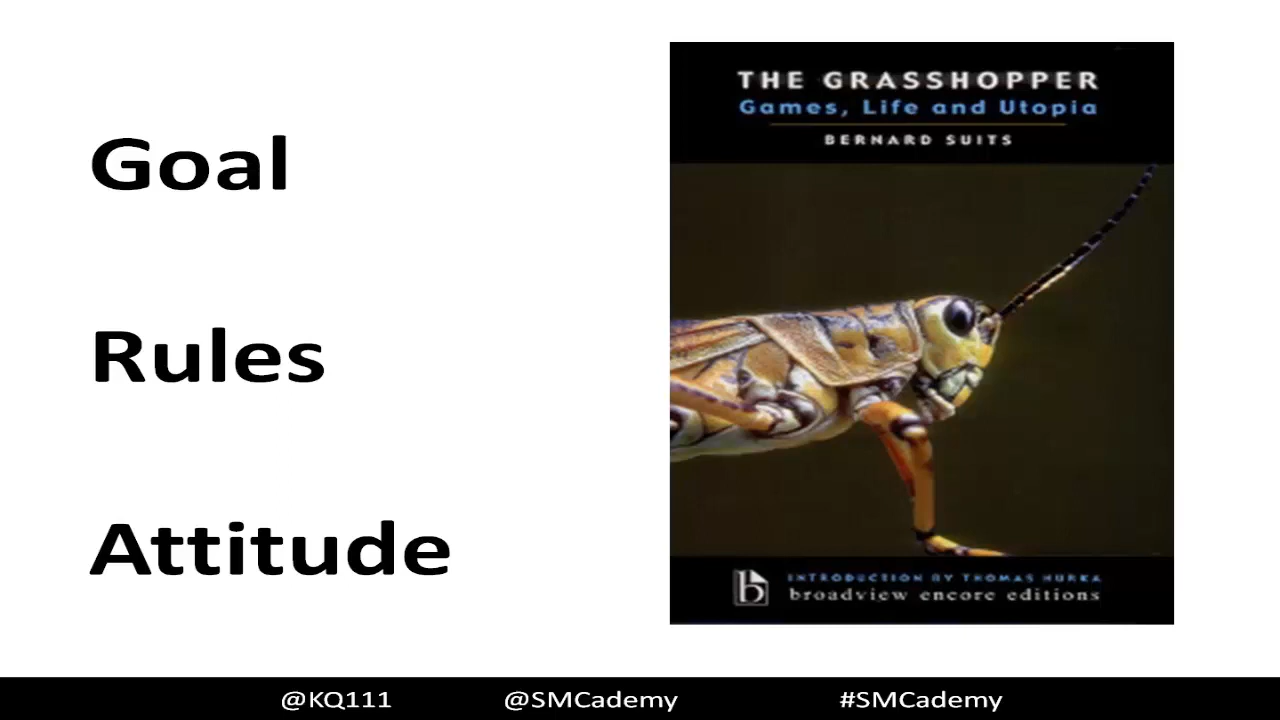 Goal
Rules
Attitude
THE GRASSHOPPER
Games, Life and Utopia
BERNARD SUITS
INTRODUCTION BY THOMAS HURKA
b
broadview encore editions
@KQ111 @SMCademy #SMCademy